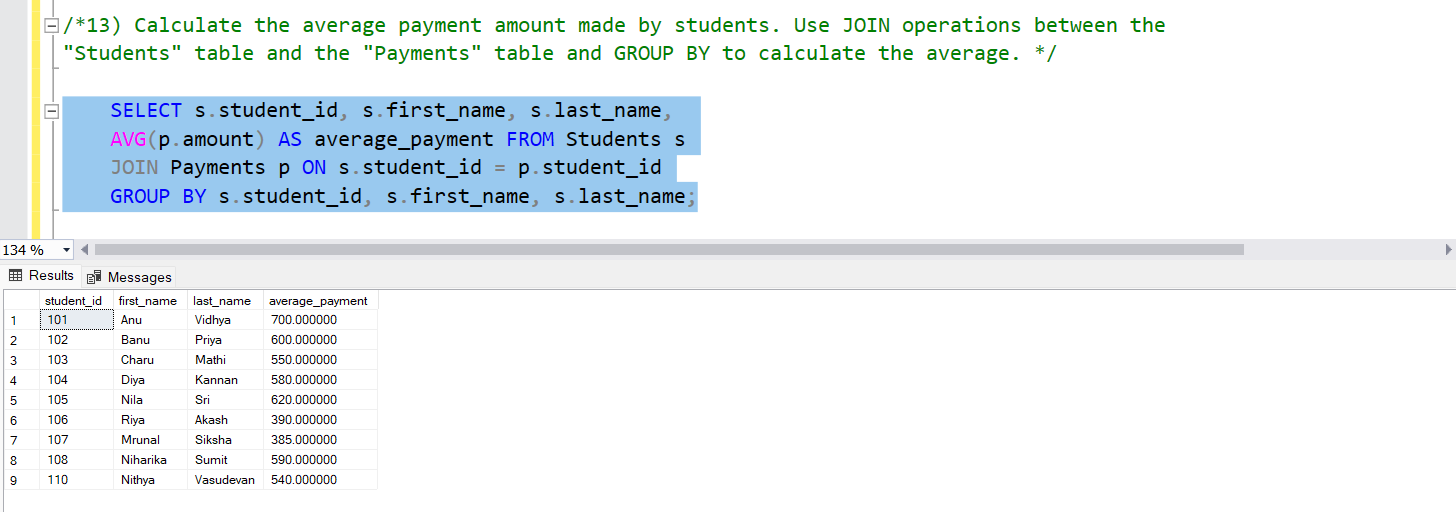 /*13) Calculate the average payment amount made by students. Use JOIN operations between the
"Students" table and the "Payments" table and GROUP BY to calculate the average. */
SELECT s.student_id, s.first_name, s.last_name,
AVG(p.amount) AS average_payment FROM Students s
JOIN Payments p ON s.student_id = p.student_id
GROUP BY s.student_id, s.first_name, s.last_name;
134 %
Results Messages
student_id first_name last_name average_payment
1 101 Anu Vidhya 700.000000
2 102 Banu Priya 600.000000
3 103 Charu Mathi 550.000000
4 104 Diya Kannan 580.000000
5 105 Nila Sri 620.000000
6 106 Riya Akash 390.000000
7 107 Mrunal Siksha 385.000000
8 108 Niharika Sumit 590.000000
9 110 Nithya Vasudevan 540.000000